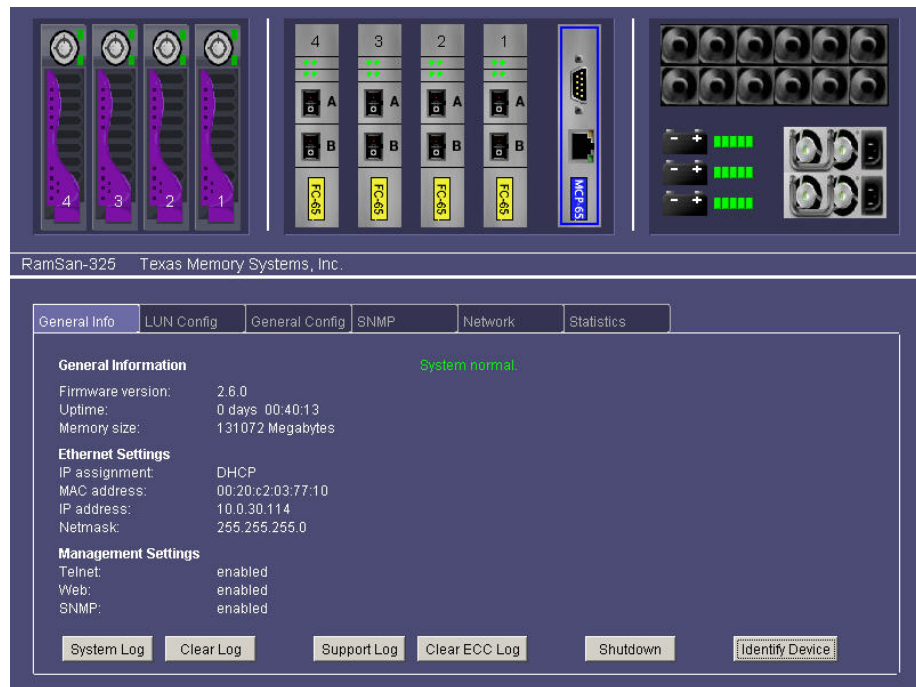 4 3 2 1
4 3 2 1
A A A A
B B B B
FC-65 FC-65 FC-65 FC-65 MCP-65
RamSan-325 Texas Memory Systems, Inc.
General Info LUN Config General Config SNMP Network Statistics
General Information System normal.
Firmware version: 2.6.0
Uptime: 0 days 00:40:13
Memory size: 131072 Megabytes
Ethernet Settings
IP assignment: DHCP
MAC address: 00:20:c2:03:77:10
IP address: 10.0.30.114
Netmask: 255.255.255.0
Management Settings
Telnet: enabled
Web: enabled
SNMP: enabled
System Log Clear Log Support Log Clear ECC Log Shutdown Identify Device